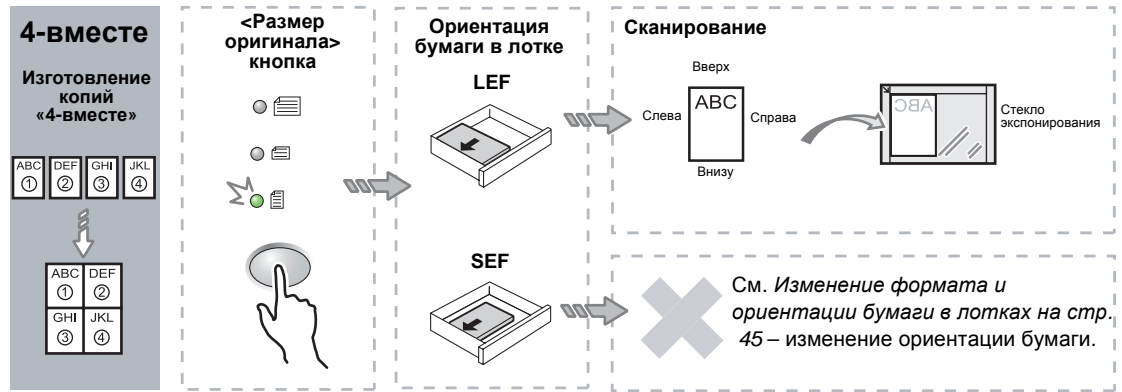 4-вместе
Изготовление
копий
«4-вместе»
ABC
①
DEF
②
GHI
③
JKL
④
ABC
①
DEF
②
GHI
③
JKL
④
<Размер
оригинала>
кнопка
Ориентация
бумаги в лотке
LEF
SEF
Сканирование
Вверх
Слева
ABC
Справа
Внизу
ABC
Стекло
экспонирования
См. Изменение формата и
ориентации бумаги в лотках на стр.
45 – изменение ориентации бумаги.